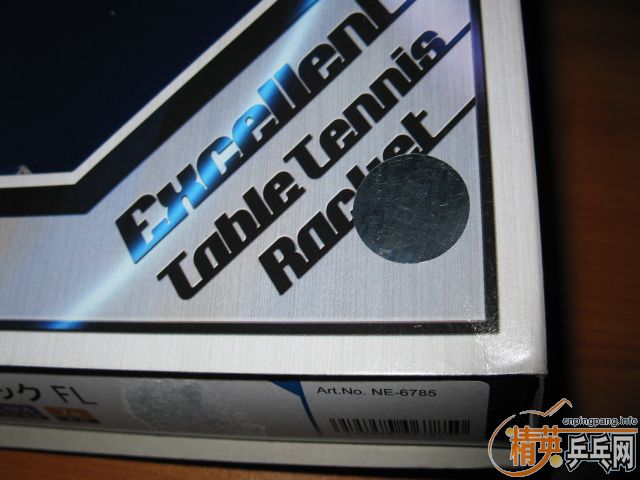 Excellent
Table Tennis
Racket
ック FL
Art.No. NE-6785
cnpingpang.info
精英乒乓网